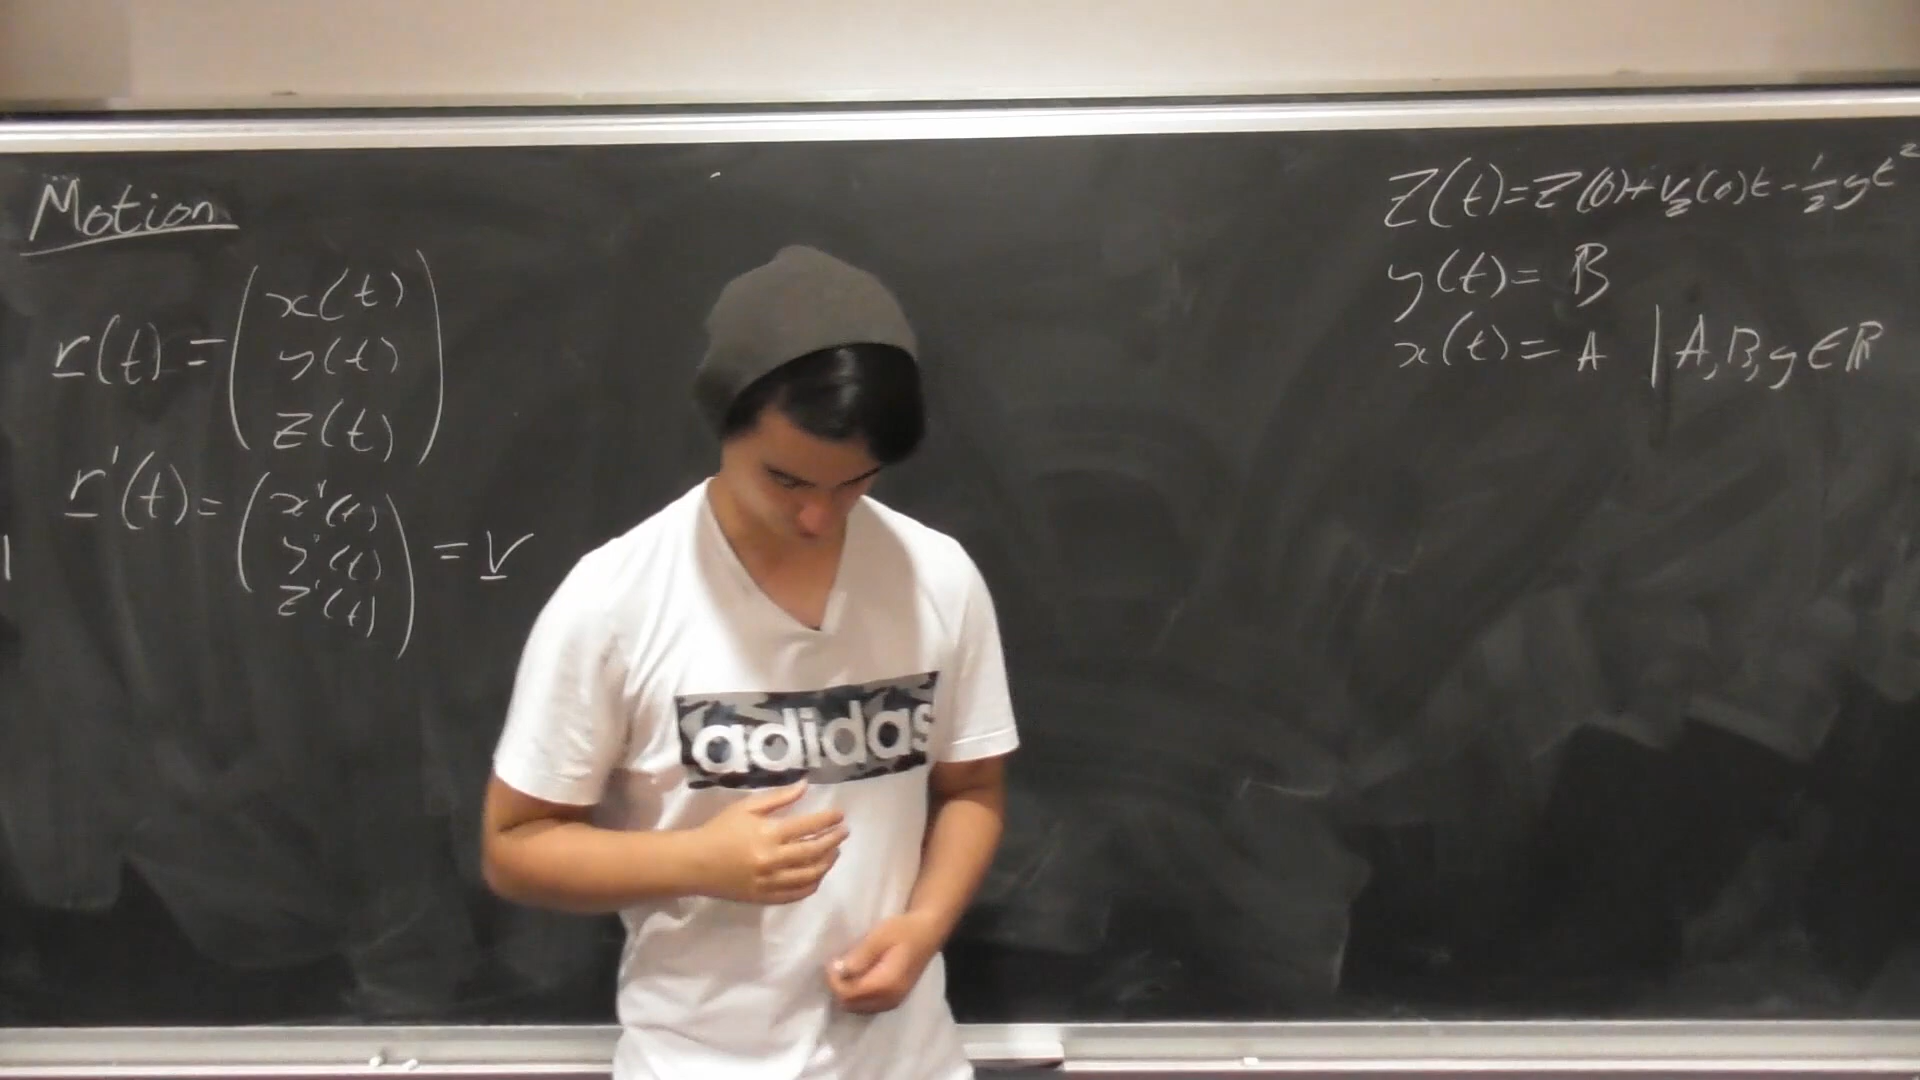 Motion
r(t) = (x(t)
y(t)
z(t))
r'(t) = (x'(t)
y'(t)
z'(t)) = v
adidas
Z(t)=Z(0)+v_z(0)t-1/2gt²
y(t)= B
x(t)= A | A,B,g∈ℝ